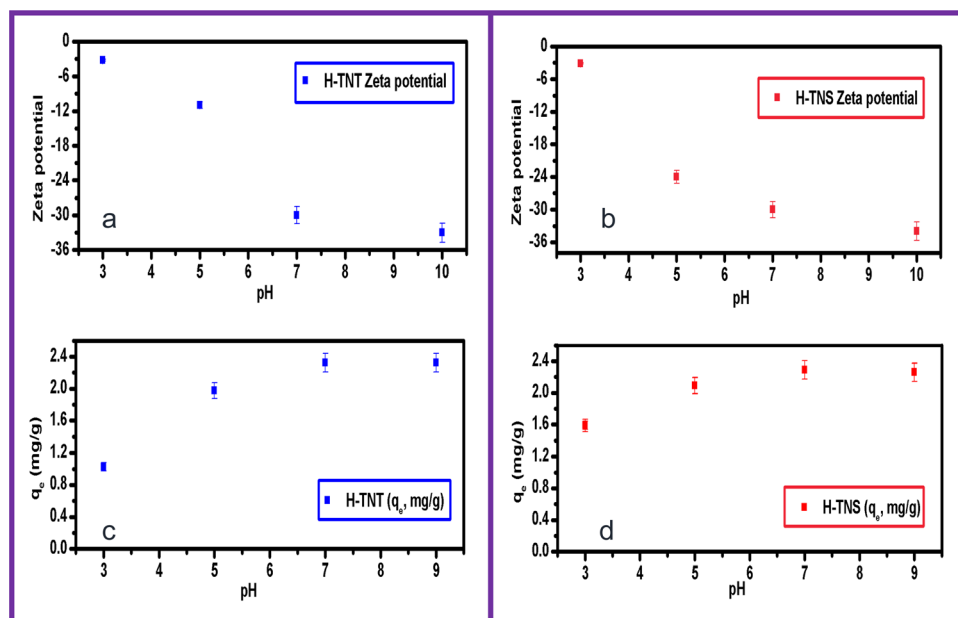 0
-6
-12
-18
-24
-30
-36
Zeta potential
H-TNT Zeta potential
a
3 4 5 6 7 8 9 10
pH
0
-6
-12
-18
-24
-30
-36
Zeta potential
H-TNS Zeta potential
b
3 4 5 6 7 8 9 10
pH
2.4
2.0
1.6
1.2
0.8
0.4
0.0
qe (mg/g)
H-TNT (qe, mg/g)
c
3 4 5 6 7 8 9
pH
2.4
2.0
1.6
1.2
0.8
0.4
0.0
qe (mg/g)
H-TNS (qe, mg/g)
d
3 4 5 6 7 8 9
pH